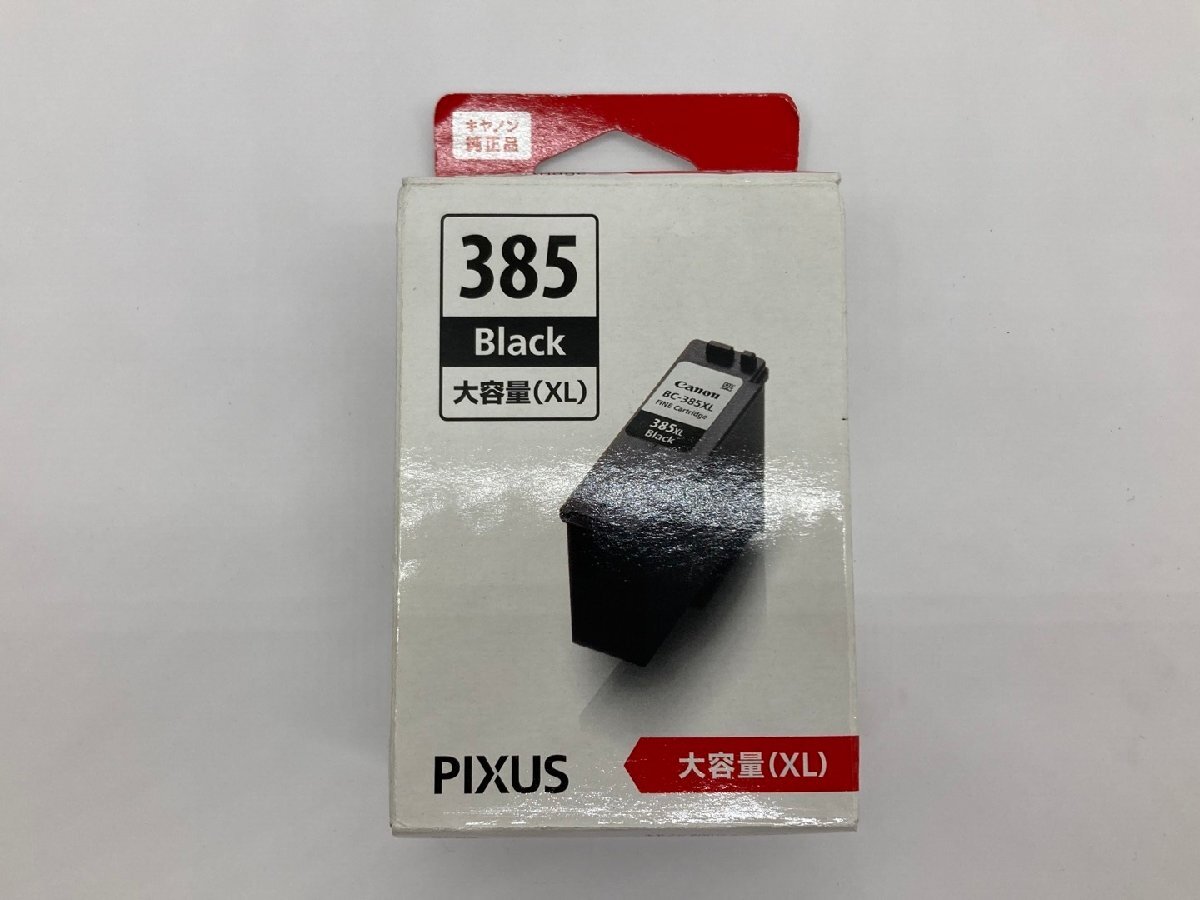 キヤノン
純正品
385
Black
大容量(XL)
Canon
BC-385XL
FINE Cartridge
385XL
Black
PIXUS
大容量(XL)